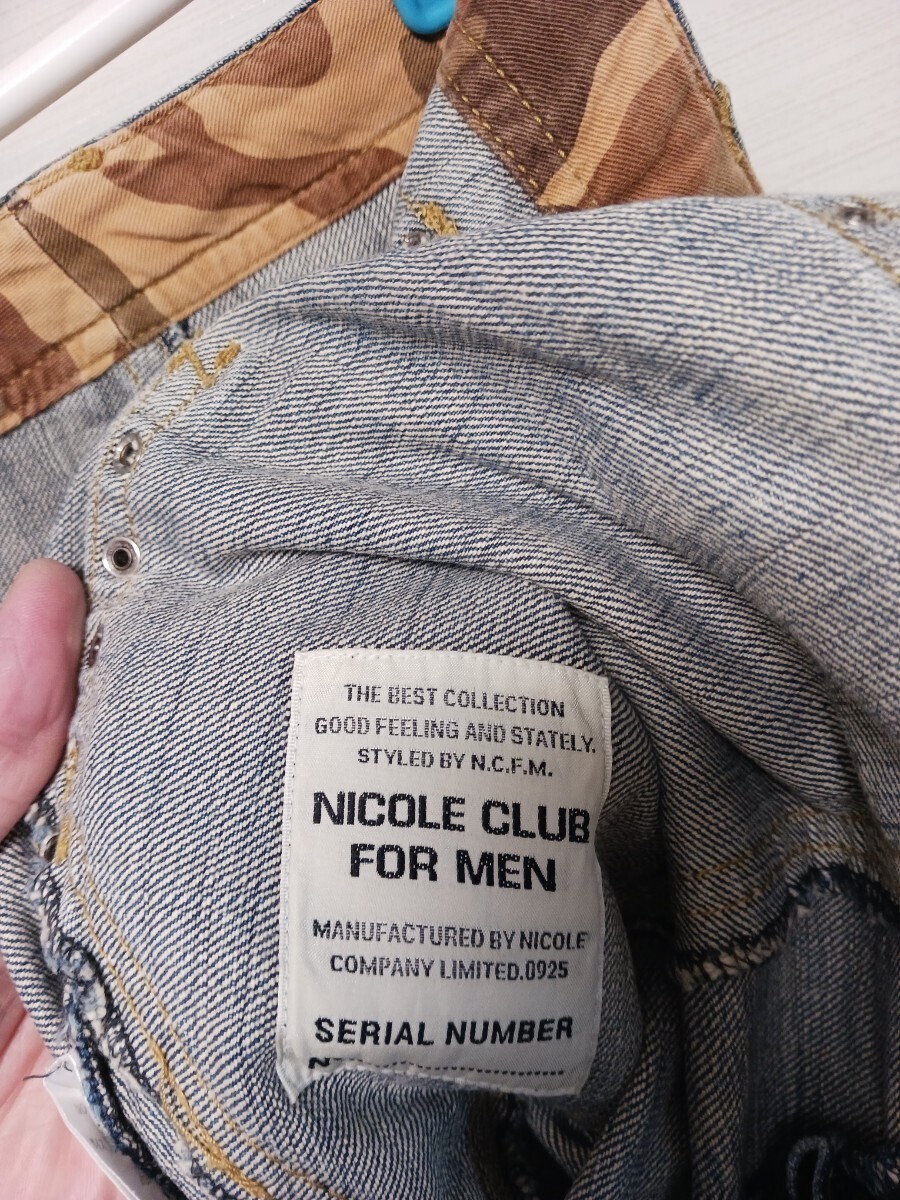 THE BEST COLLECTION
GOOD FEELING AND STATELY.
STYLED BY N.C.F.M.
NICOLE CLUB
FOR MEN
MANUFACTURED BY NICOLE
COMPANY LIMITED.0925
SERIAL NUMBER